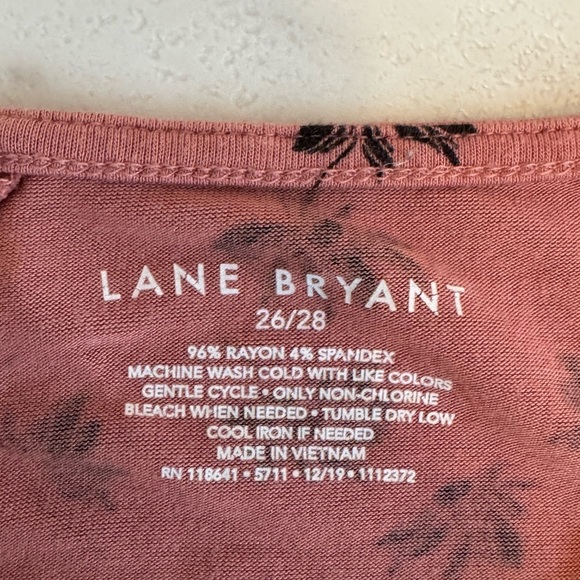 LANE BRYANT
26/28
96% RAYON 4% SPANDEX
MACHINE WASH COLD WITH LIKE COLORS
GENTLE CYCLE • ONLY NON-CHLORINE
BLEACH WHEN NEEDED • TUMBLE DRY LOW
COOL IRON IF NEEDED
MADE IN VIETNAM
RN 118641 • 5711 • 12/19 • 1112372